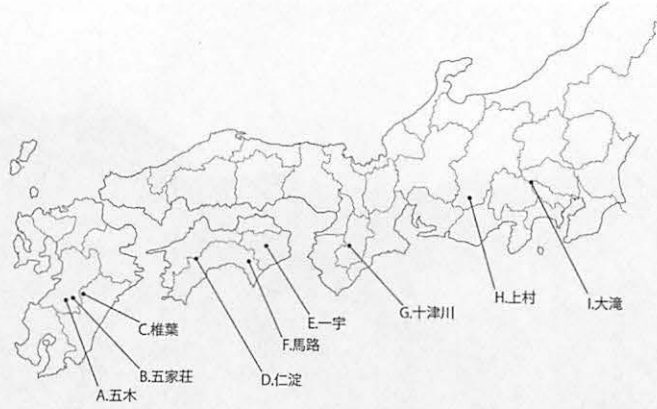 A.五木
B.五家荘
C.椎葉
D.仁淀
E.一宇
F.馬路
G.十津川
H.上村
I.大滝